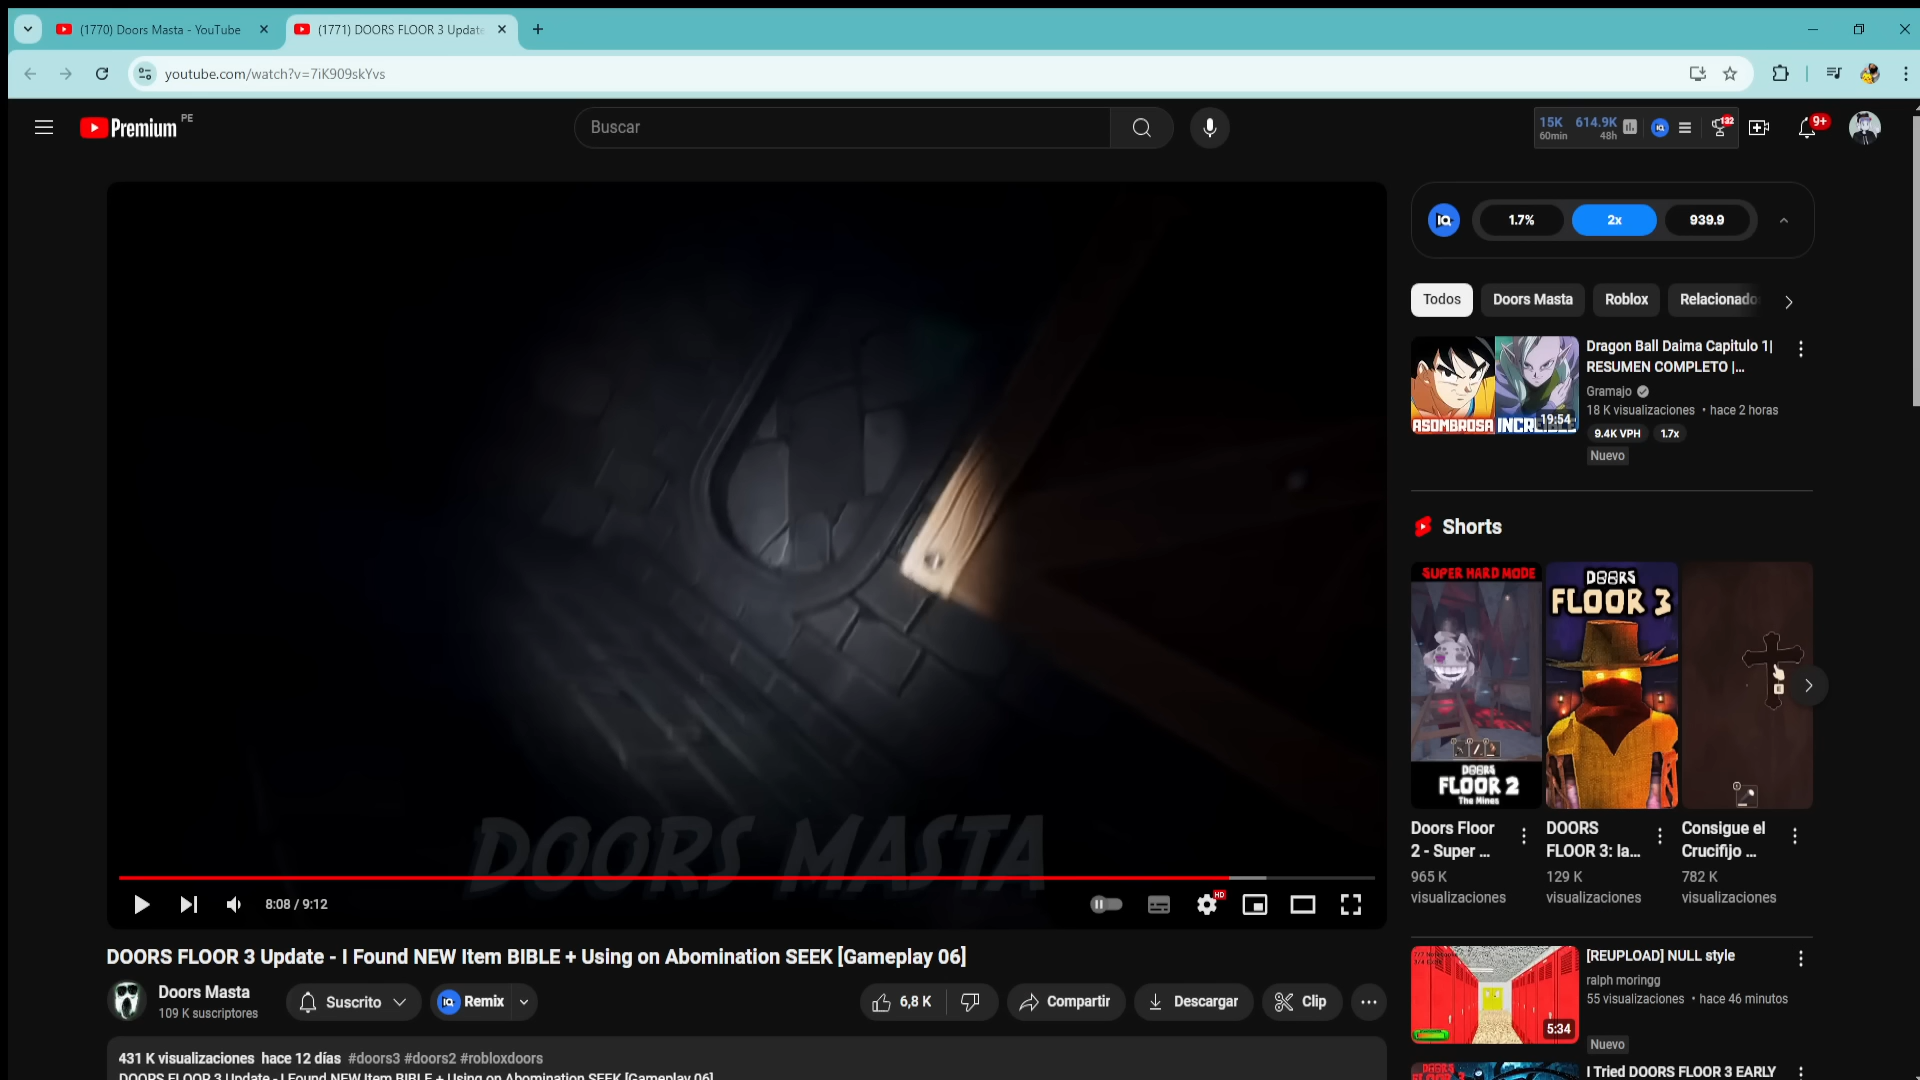 (1770) Doors Masta - YouTube
(1771) DOORS FLOOR 3 Update
youtube.com/watch?v=7iK909skYvs
Premium PE
Buscar
15K 614.9K
60min 48h
132
9+
1.7% 2x 939.9
Todos Doors Masta Roblox Relacionado
Dragon Ball Daima Capitulo 1|
RESUMEN COMPLETO |...
Gramajo
18 K visualizaciones • hace 2 horas
9.4K VPH 1.7x
Nuevo
ASOMBROSA
19:54
Shorts
SUPER HARD MODE
DOORS
FLOOR 2
The Mines
DOORS
FLOOR 3
Doors Floor
2 - Super ...
965 K
visualizaciones
DOORS
FLOOR 3: la...
129 K
visualizaciones
Consigue el
Crucifijo ...
782 K
visualizaciones
DOORS MASTA
8:08 / 9:12
HD
DOORS FLOOR 3 Update - I Found NEW Item BIBLE + Using on Abomination SEEK [Gameplay 06]
Doors Masta
109 K suscriptores
Suscrito
Remix
6,8 K
Compartir
Descargar
Clip
431 K visualizaciones hace 12 días #doors3 #doors2 #robloxdoors
DOORS FLOOR 3 Update - I Found NEW Item BIBLE + Using on Abomination SEEK [Gameplay 06]
[REUPLOAD] NULL style
ralph moringg
55 visualizaciones • hace 46 minutos
5:34
Nuevo
I Tried DOORS FLOOR 3 EARLY